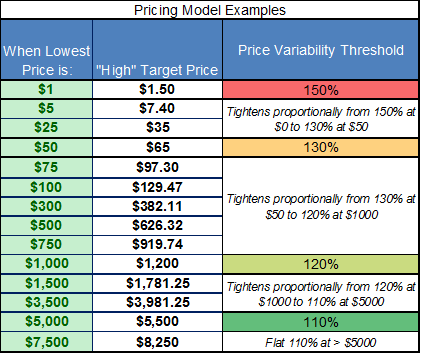 Pricing Model Examples
When Lowest
Price is:
"High" Target Price
Price Variability Threshold
$1
$1.50
150%
$5
$7.40
Tightens proportionally from 150% at
$0 to 130% at $50
$25
$35
$50
$65
130%
$75
$97.30
Tightens proportionally from 130% at
$50 to 120% at $1000
$100
$129.47
$300
$382.11
$500
$626.32
$750
$919.74
$1,000
$1,200
120%
$1,500
$1,781.25
Tightens proportionally from 120% at
$1000 to 110% at $5000
$3,500
$3,981.25
$5,000
$5,500
110%
$7,500
$8,250
Flat 110% at > $5000